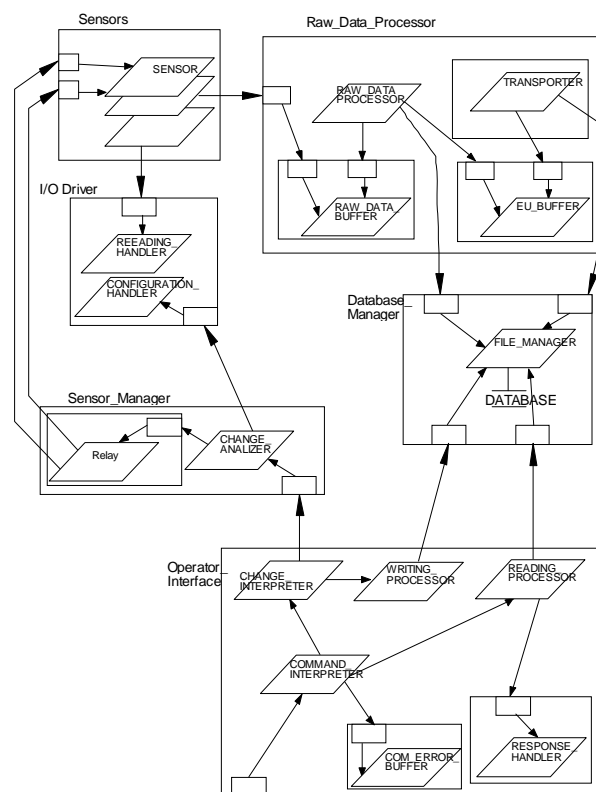 Sensors
Raw_Data_Processor
SENSOR
RAW_DATA
PROCESSOR
TRANSPORTER
I/O Driver
RAW_DATA_
BUFFER
EU_BUFFER
REEADING_
HANDLER
CONFIGURATION_
HANDLER
Database_
Manager
FILE_MANAGER
DATABASE
Sensor_Manager
Relay
CHANGE_
ANALIZER
Operator_
Interface
CHANGE_
INTERPRETER
WRITING_
PROCESSOR
READING_
PROCESSOR
COMMAND_
INTERPRETER
COM_ERROR_
BUFFER
RESPONSE_
HANDLER